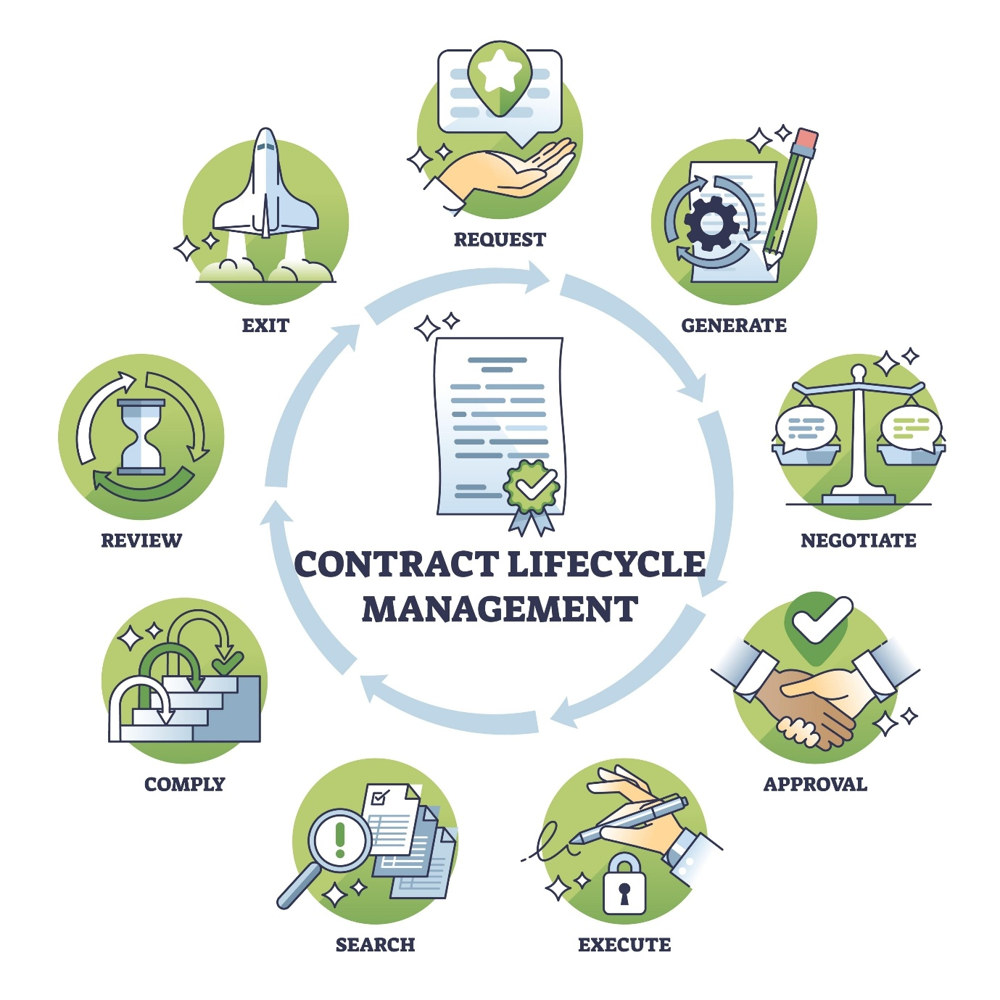 REQUEST
GENERATE
NEGOTIATE
APPROVAL
EXECUTE
SEARCH
COMPLY
REVIEW
EXIT
CONTRACT LIFECYCLE
MANAGEMENT